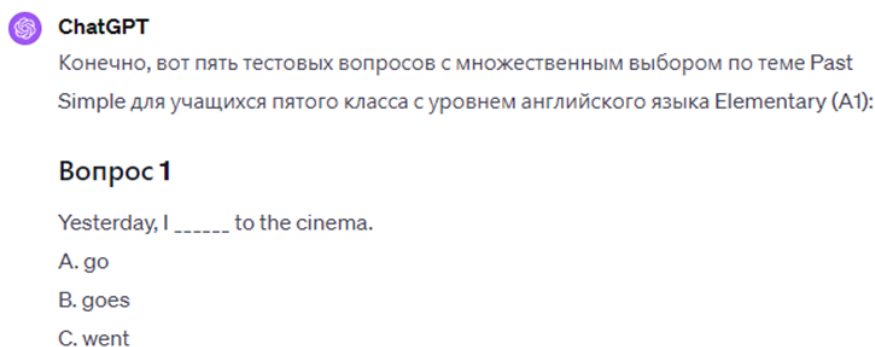 ChatGPT
Конечно, вот пять тестовых вопросов с множественным выбором по теме Past
Simple для учащихся пятого класса с уровнем английского языка Elementary (A1):
Вопрос 1
Yesterday, I ______ to the cinema.
A. go
B. goes
C. went